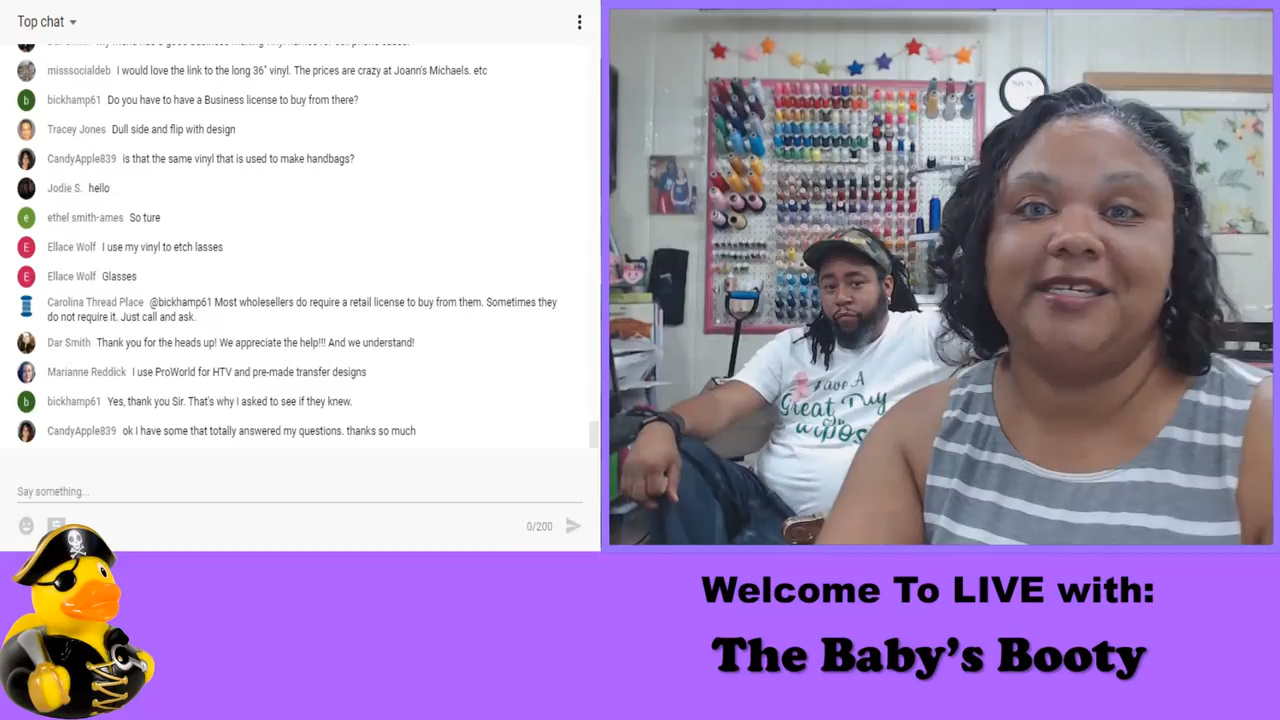 Top chat
misssocialdeb I would love the link to the long 36" vinyl. The prices are crazy at Joann's Michaels. etc
b bickhamp61 Do you have to have a Business license to buy from there?
Tracey Jones Dull side and flip with design
CandyApple839 is that the same vinyl that is used to make handbags?
Jodie S. hello
e ethel smith-ames So ture
E Ellace Wolf I use my vinyl to etch lasses
E Ellace Wolf Glasses
Carolina Thread Place @bickhamp61 Most wholesellers do require a retail license to buy from them. Sometimes they
do not require it. Just call and ask.
Dar Smith Thank you for the heads up! We appreciate the help!!! And we understand!
Marianne Reddick I use ProWorld for HTV and pre-made transfer designs
b bickhamp61 Yes, thank you Sir. That's why I asked to see if they knew.
CandyApple839 ok I have some that totally answered my questions. thanks so much
Say something...
0/200
Have A
Great Day
Welcome To LIVE with:
The Baby's Booty